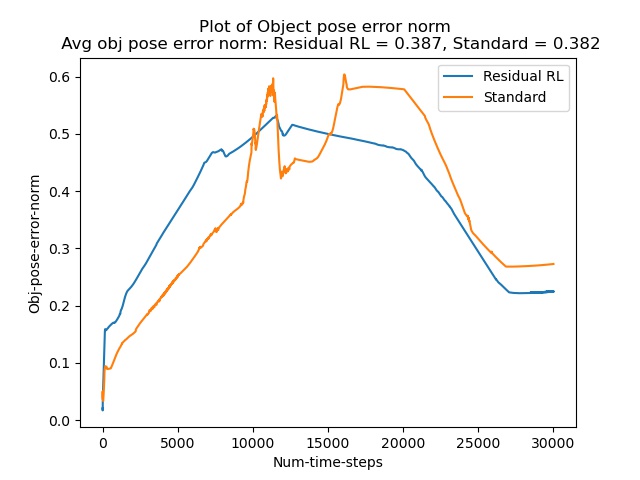 Plot of Object pose error norm
Avg obj pose error norm: Residual RL = 0.387, Standard = 0.382
Residual RL
Standard
Obj-pose-error-norm
0.6
0.5
0.4
0.3
0.2
0.1
0.0
0 5000 10000 15000 20000 25000 30000
Num-time-steps